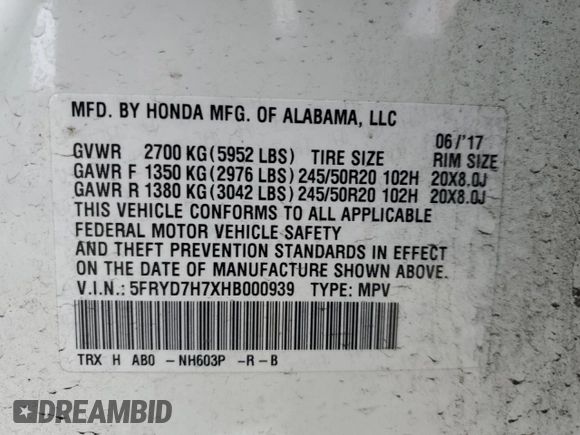 MFD. BY HONDA MFG. OF ALABAMA, LLC
06/'17
GVWR 2700 KG(5952 LBS) TIRE SIZE RIM SIZE
GAWR F 1350 KG(2976 LBS)245/50R20 102H 20X8.0J
GAWR R 1380 KG(3042 LBS)245/50R20 102H 20X8.0J
THIS VEHICLE CONFORMS TO ALL APPLICABLE
FEDERAL MOTOR VEHICLE SAFETY
AND THEFT PREVENTION STANDARDS IN EFFECT
ON THE DATE OF MANUFACTURE SHOWN ABOVE.
V.I.N.: 5FRYD7H7XHB000939 TYPE: MPV
TRX H AB0 -NH603P -R-B
DREAMBID